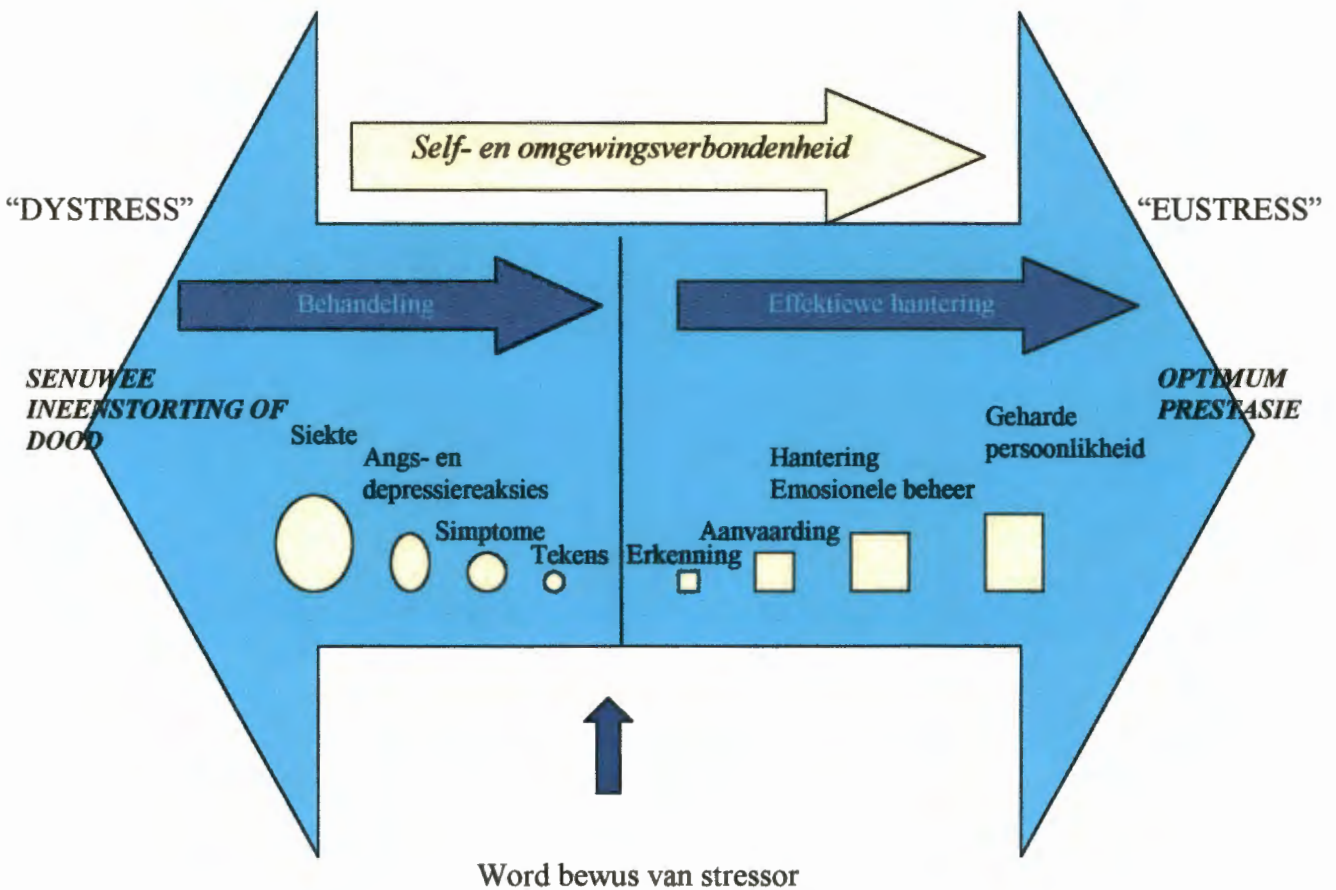 Self- en omgewingsverbondenheid
“DYSTRESS”
“EUSTRESS”
Behandeling
Effektiewe hantering
SENUWEE
INEENSTORTING OF
DOOD
OPTIMUM
PRESTASIE
Siekte
Angs- en
depressiereaksies
Simptome
Tekens
Erkenning
Aanvaarding
Hantering
Emosionele beheer
Geharde
persoonlikheid
Word bewus van stressor